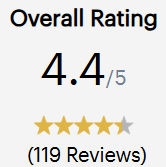 Overall Rating
4.4/5
(119 Reviews)